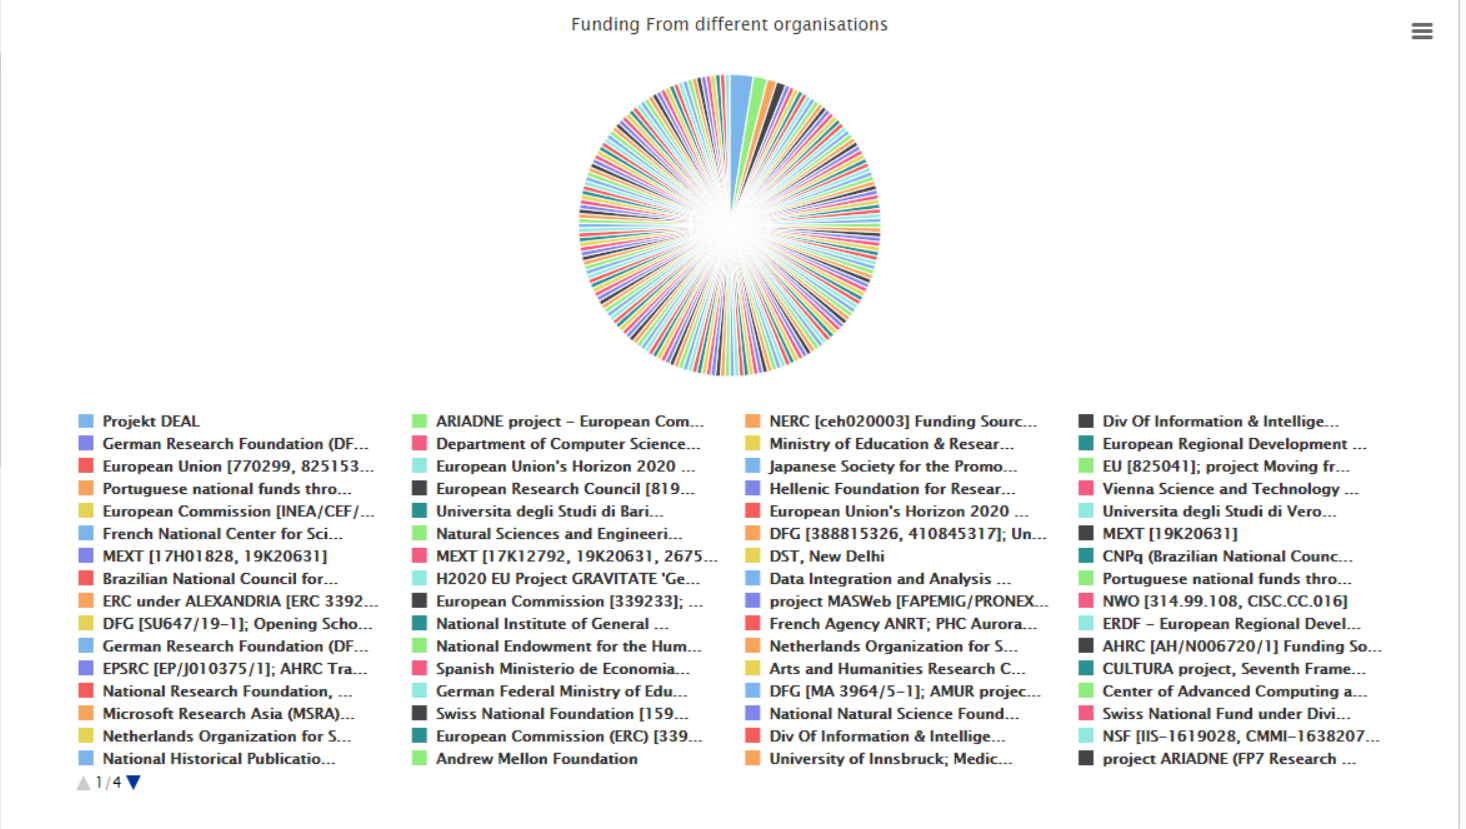 Funding From different organisations
Projekt DEAL
ARIADNE project - European Com...
NERC [ceh020003] Funding Sourc...
Div Of Information & Intellige...
German Research Foundation (DF...
Department of Computer Science...
Ministry of Education & Resear...
European Regional Development ...
European Union [770299, 825153...
European Union's Horizon 2020 ...
Japanese Society for the Promo...
EU [825041]; project Moving fr...
Portuguese national funds thro...
European Research Council [819...
Hellenic Foundation for Resear...
Vienna Science and Technology ...
European Commission [INEA/CEF/...
Universita degli Studi di Bari...
European Union's Horizon 2020 ...
Universita degli Studi di Vero...
French National Center for Sci...
Natural Sciences and Engineeri...
DFG [388815326, 410845317]; Un...
MEXT [19K20631]
MEXT [17H01828, 19K20631]
MEXT [17K12792, 19K20631, 2675...
DST, New Delhi
CNPq (Brazilian National Counc...
Brazilian National Council for...
H2020 EU Project GRAVITATE 'Ge...
Data Integration and Analysis ...
Portuguese national funds thro...
ERC under ALEXANDRIA [ERC 3392...
European Commission [339233]; ...
project MASWeb [FAPEMIG/PRONEX...
NWO [314.99.108, CISC.CC.016]
DFG [SU647/19-1]; Opening Scho...
National Institute of General ...
French Agency ANRT; PHC Aurora...
ERDF - European Regional Devel...
German Research Foundation (DF...
National Endowment for the Hum...
Netherlands Organization for S...
AHRC [AH/N006720/1] Funding So...
EPSRC [EP/J010375/1]; AHRC Tra...
Spanish Ministerio de Economia...
Arts and Humanities Research C...
CULTURA project, Seventh Frame...
National Research Foundation, ...
German Federal Ministry of Edu...
DFG [MA 3964/5-1]; AMUR projec...
Center of Advanced Computing a...
Microsoft Research Asia (MSRA)...
Swiss National Foundation [159...
National Natural Science Found...
Swiss National Fund under Divi...
Netherlands Organization for S...
European Commission (ERC) [339...
Div Of Information & Intellige...
NSF [IIS-1619028, CMMI-1638207...
National Historical Publicatio...
Andrew Mellon Foundation
University of Innsbruck; Medic...
project ARIADNE (FP7 Research ...
1/4